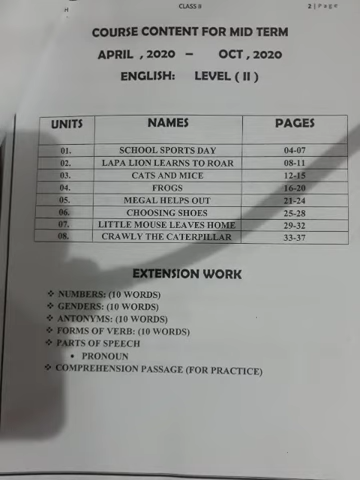 CLASS II
2 | P a g e
COURSE CONTENT FOR MID TERM
APRIL , 2020 – OCT , 2020
ENGLISH: LEVEL ( II )
UNITS NAMES PAGES
01. SCHOOL SPORTS DAY 04-07
02. LAPA LION LEARNS TO ROAR 08-11
03. CATS AND MICE 12-15
04. FROGS 16-20
05. MEGAL HELPS OUT 21-24
06. CHOOSING SHOES 25-28
07. LITTLE MOUSE LEAVES HOME 29-32
08. CRAWLY THE CATERPILLAR 33-37
EXTENSION WORK
❖ NUMBERS: (10 WORDS)
❖ GENDERS: (10 WORDS)
❖ ANTONYMS: (10 WORDS)
❖ FORMS OF VERB: (10 WORDS)
❖ PARTS OF SPEECH
• PRONOUN
❖ COMPREHENSION PASSAGE (FOR PRACTICE)